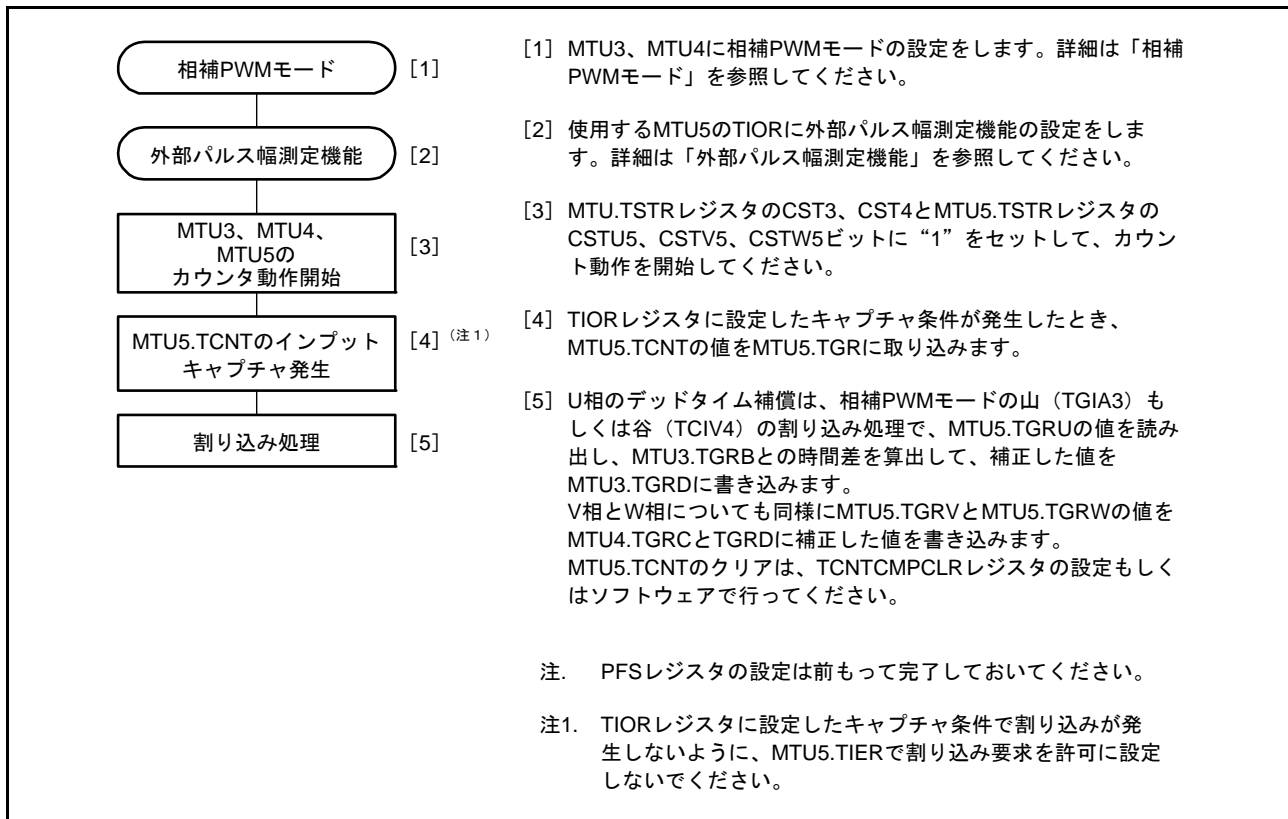 相補PWMモード [1]
外部パルス幅測定機能 [2]
MTU3、MTU4、
MTU5の
カウンタ動作開始
[3]
MTU5.TCNTのインプット
キャプチャ発生
[4]（注1）
割り込み処理 [5]
[1] MTU3、MTU4に相補PWMモードの設定をします。詳細は「相補
PWMモード」を参照してください。
[2] 使用するMTU5のTIORに外部パルス幅測定機能の設定をしま
す。詳細は「外部パルス幅測定機能」を参照してください。
[3] MTU.TSTRレジスタのCST3、CST4とMTU5.TSTRレジスタの
CSTU5、CSTV5、CSTW5ビットに“1”をセットして、カウン
ト動作を開始してください。
[4] TIORレジスタに設定したキャプチャ条件が発生したとき、
MTU5.TCNTの値をMTU5.TGRに取り込みます。
[5] U相のデッドタイム補償は、相補PWMモードの山（TGIA3）も
しくは谷（TCIV4）の割り込み処理で、MTU5.TGRUの値を読み
出し、MTU3.TGRBとの時間差を算出して、補正した値を
MTU3.TGRDに書き込みます。
V相とW相についても同様にMTU5.TGRVとMTU5.TGRWの値を
MTU4.TGRCとTGRDに補正した値を書き込みます。
MTU5.TCNTのクリアは、TCNTCMPCLRレジスタの設定もしく
はソフトウェアで行ってください。
注. PFSレジスタの設定は前もって完了しておいてください。
注1. TIORレジスタに設定したキャプチャ条件で割り込みが発
生しないように、MTU5.TIERで割り込み要求を許可に設定
しないでください。